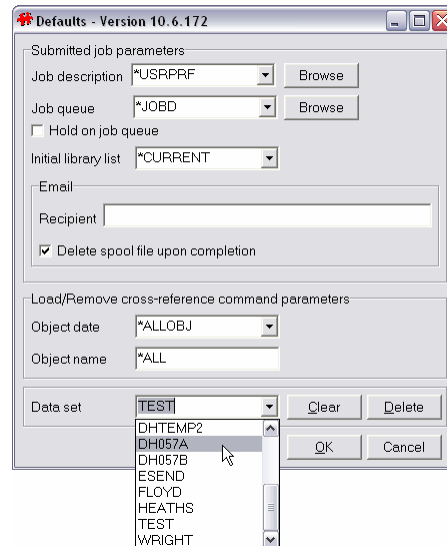 Defaults - Version 10.6.172
Submitted job parameters
Job description *USRPRF Browse
Job queue *JOBD Browse
Hold on job queue
Initial library list *CURRENT
Email
Recipient
Delete spool file upon completion
Load/Remove cross-reference command parameters
Object date *ALLOBJ
Object name *ALL
Data set TEST Clear Delete
DHTEMP2
DH057A
DH057B
ESEND
FLOYD
HEATHS
TEST
WRIGHT
OK Cancel